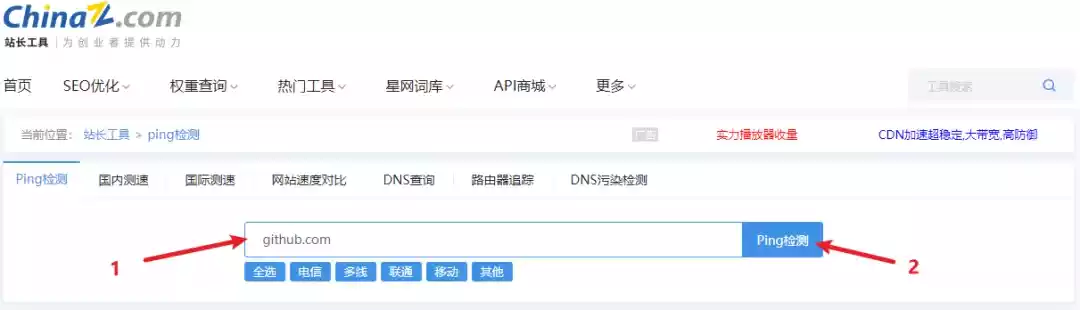 ChinaZ.com
站长工具 | 为创业者提供动力
首页 SEO优化 权重查询 热门工具 星网词库 API商城 更多 工具搜索
当前位置: 站长工具 > ping检测 广告 实力播放器收量 CDN加速超稳定,大带宽,高防御
Ping检测 国内测速 国际测速 网站速度对比 DNS查询 路由器追踪 DNS污染检测
github.com Ping检测
1 2
全选 电信 多线 联通 移动 其他